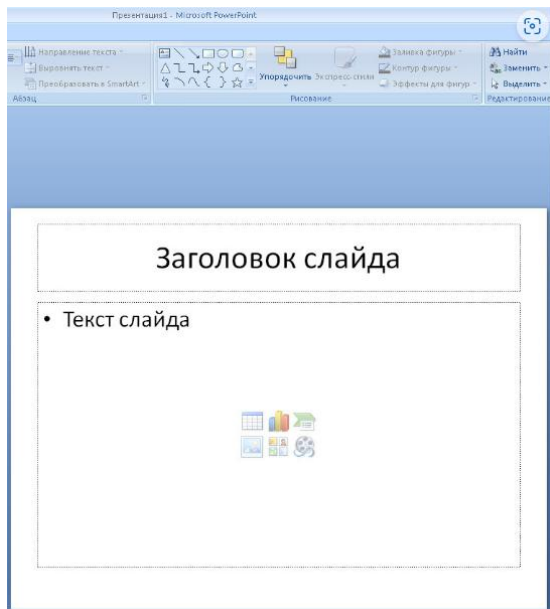 Презентация1 - Microsoft PowerPoint
Направление текста
Выровнять текст
Преобразовать в SmartArt
Абзац
Упорядочить
Экспресс-стили
Заливка фигуры
Контур фигуры
Эффекты для фигур
Рисование
Найти
Заменить
Выделить
Редактирование
Заголовок слайда
• Текст слайда